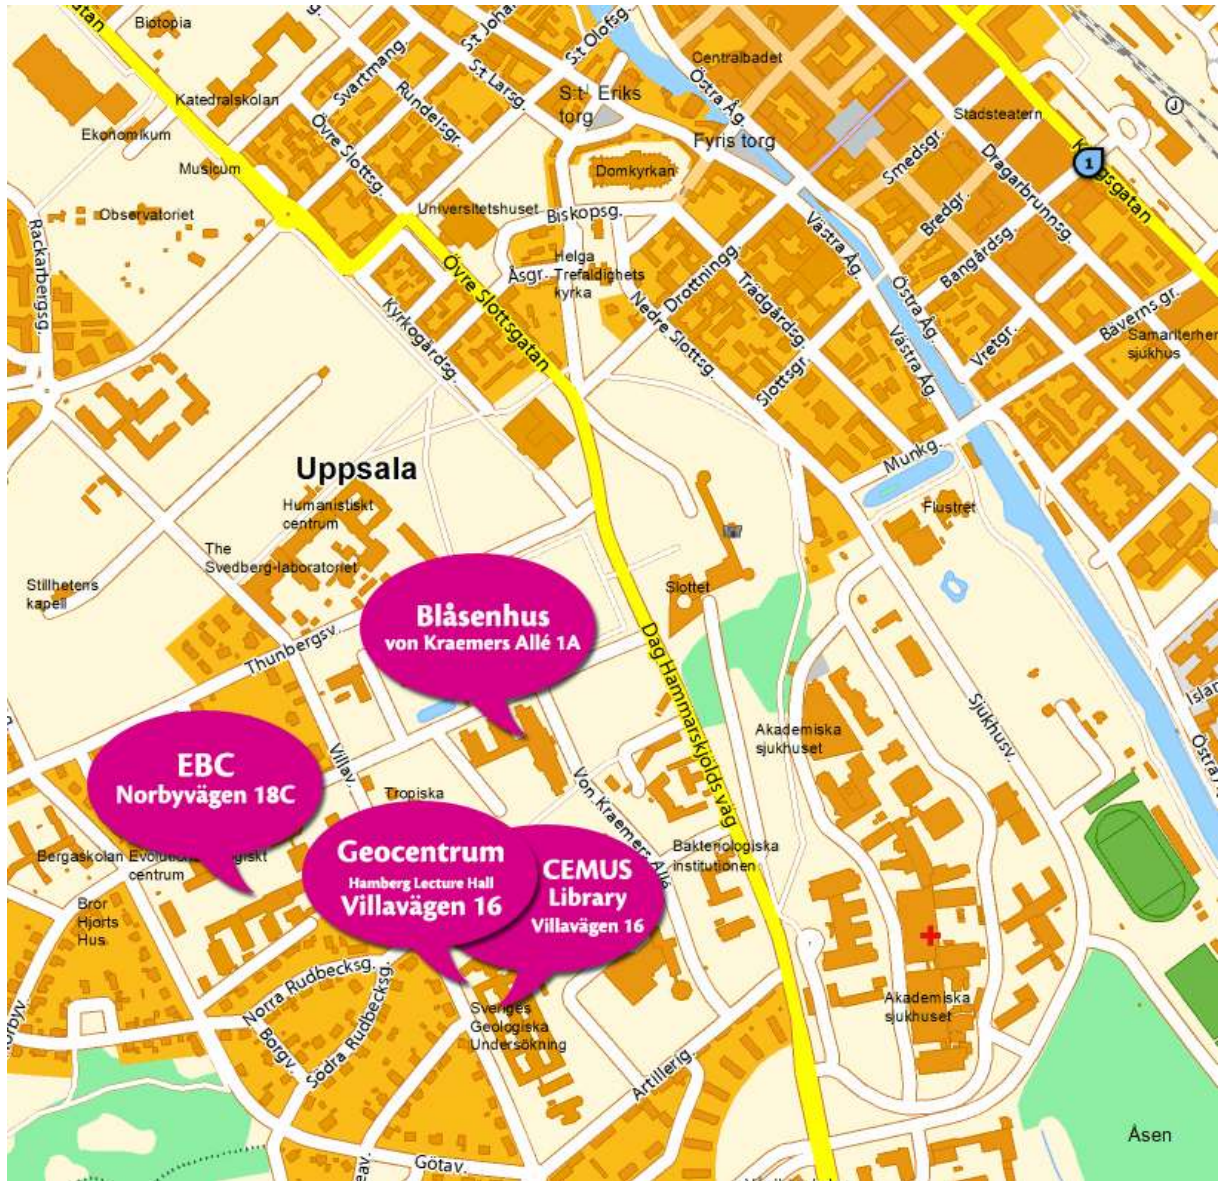 gatan
Biotopia
S:t Johan
S:t Olofsg.
Centralbadet
Svartmang.
S:t Larsg.
Östra Åg.
Katedralskolan
Rundelsgr.
S:t Eriks
torg
Stadsteatern
J
Ekonomikum
Övre Slottsg.
Fyris torg
Smedsgr.
Dragarbrunnsg.
Kungsgatan
1
Musicum
Domkyrkan
Observatoriet
Universitetshuset
Biskopsg.
Bredgr.
Rackarbergsg.
Västra Åg.
Bangårdsg.
Helga
Trefaldighets
kyrka
Åsgr.
Övre Slottsgatan
Drottningg.
Trädgårdsg.
Östra Åg.
Bäverns gr.
Kyrkogårdsg.
Nedre Slottsg.
Västra Åg.
Vretgr.
Samariterhem
sjukhus
Slottsgr.
Munkg.
Uppsala
Humanistiskt
centrum
Flustret
The
Svedberg-laboratoriet
Stillhetens
kapell
Slottet
Blåsenhus
von Kraemers Allé 1A
Thunbergsv.
Dag Hammarskjölds väg
Sjukhusv.
Islan
Östra Å
Akademiska
sjukhuset
Villav.
EBC
Norbyvägen 18C
Tropiska
Von Kraemers Allé
Geocentrum
Hamberg Lecture Hall
Villavägen 16
CEMUS
Library
Villavägen 16
Bakteriologiska
institutionen
Bergaskolan
centrum
Bror
Hjorts
Hus
Norra Rudbecksg.
Södra Rudbecksg.
Borgv.
Sveriges
Geologiska
Undersökning
Akademiska
sjukhuset
Artillerig.
Åsen
Götav.